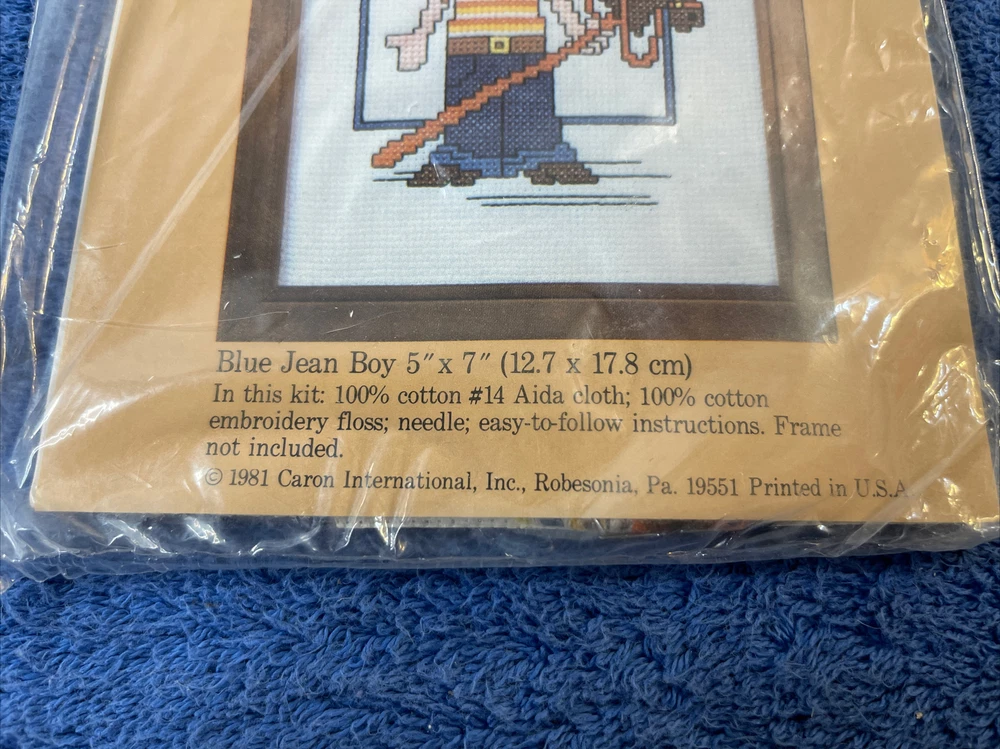 Blue Jean Boy 5″ x 7″ (12.7 x 17.8 cm)
In this kit: 100% cotton #14 Aida cloth; 100% cotton
embroidery floss; needle; easy-to-follow instructions. Frame
not included.
© 1981 Caron International, Inc., Robesonia, Pa. 19551 Printed in U.S.A.